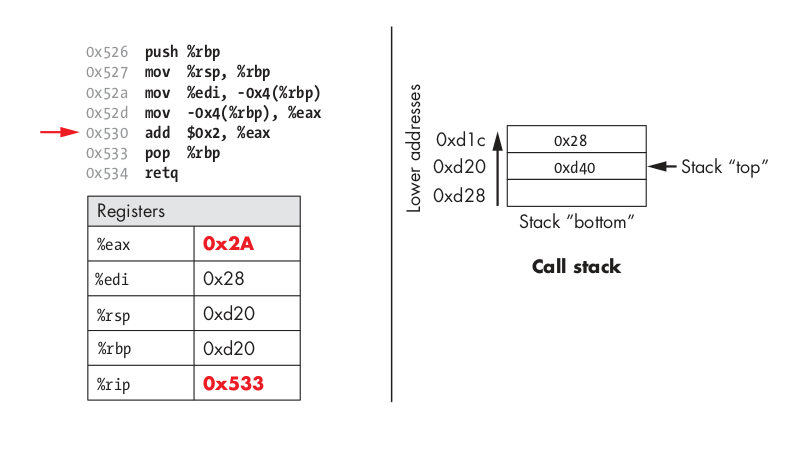 0x526 push %rbp
0x527 mov %rsp, %rbp
0x52a mov %edi, -0x4(%rbp)
0x52d mov -0x4(%rbp), %eax
0x530 add $0x2, %eax
0x533 pop %rbp
0x534 retq
Registers
%eax 0x2A
%edi 0x28
%rsp 0xd20
%rbp 0xd20
%rip 0x533
Lower addresses
0xd1c 0x28
0xd20 0xd40 Stack “top”
0xd28
Stack “bottom”
Call stack